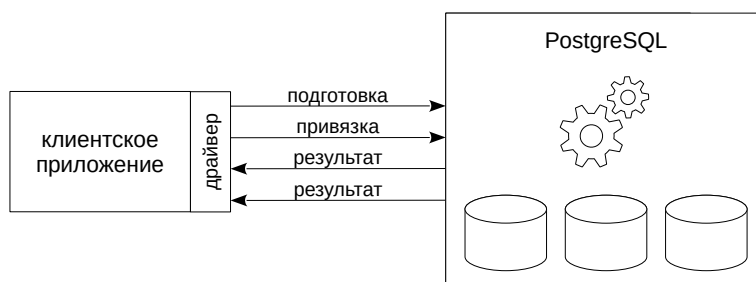 PostgreSQL
клиентское
приложение
драйвер
подготовка
привязка
результат
результат